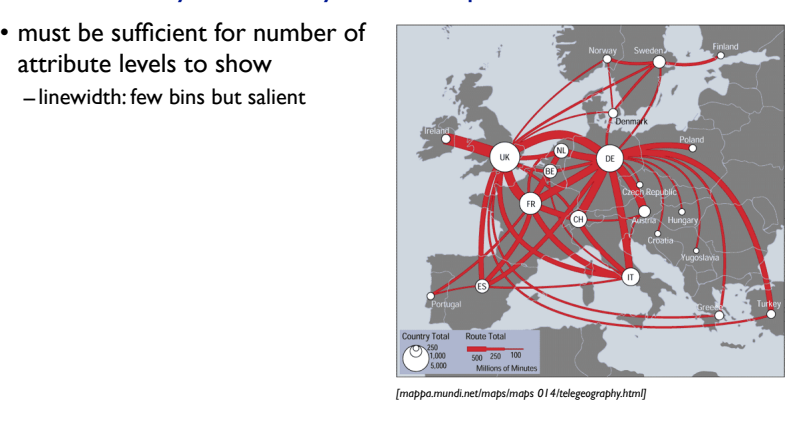 • must be sufficient for number of
attribute levels to show
– linewidth: few bins but salient
Norway
Sweden
Finland
Denmark
Ireland
UK
NL
DE
Poland
BE
Czech Republic
FR
CH
Austria
Hungary
Croatia
Yugoslavia
IT
ES
Portugal
Greece
Turkey
Country Total
250
1,000
5,000
Route Total
500 250 100
Millions of Minutes
[mappa.mundi.net/maps/maps 014/telegeography.html]